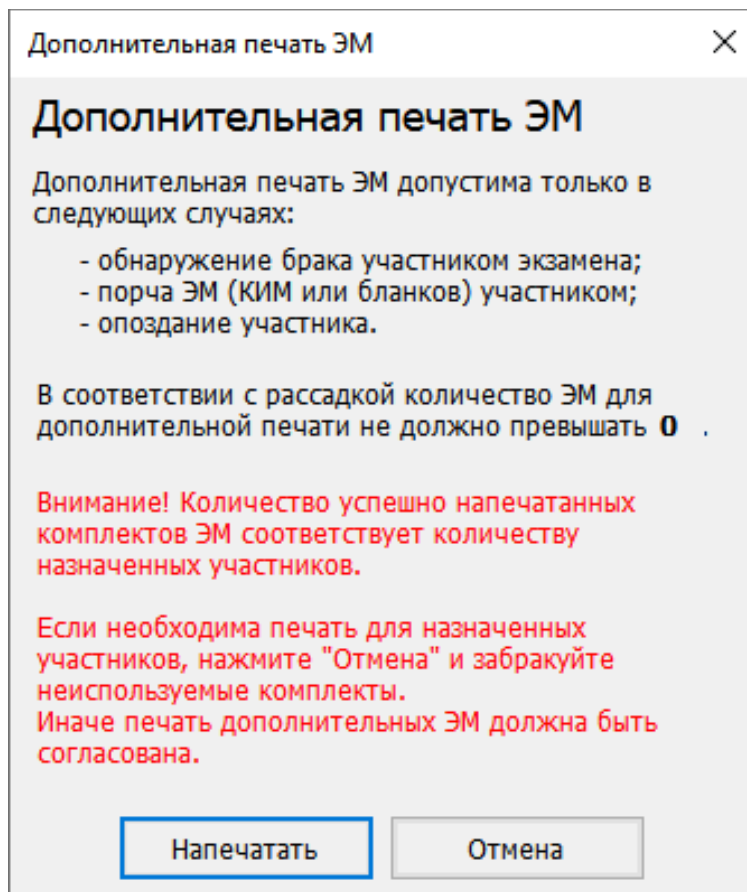 Дополнительная печать ЭМ
Дополнительная печать ЭМ
Дополнительная печать ЭМ допустима только в
следующих случаях:
- обнаружение брака участником экзамена;
- порча ЭМ (КИМ или бланков) участником;
- опоздание участника.
В соответствии с рассадкой количество ЭМ для
дополнительной печати не должно превышать 0 .
Внимание! Количество успешно напечатанных
комплектов ЭМ соответствует количеству
назначенных участников.
Если необходима печать для назначенных
участников, нажмите "Отмена" и забракуйте
неиспользуемые комплекты.
Иначе печать дополнительных ЭМ должна быть
согласована.
Напечатать Отмена